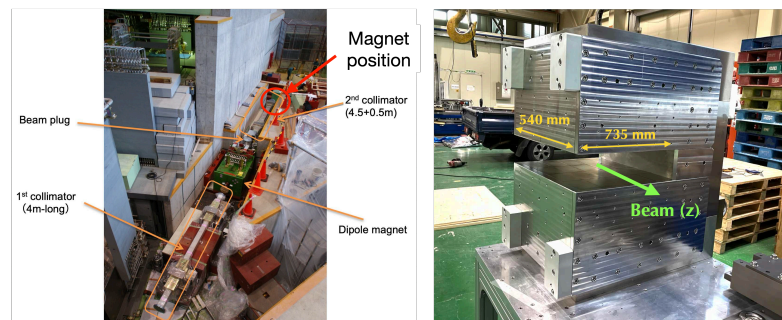 Magnet
position
2nd collimator
(4.5+0.5m)
Beam plug
1st collimator
（4m-long）
Dipole magnet
540 mm
735 mm
Beam (z)